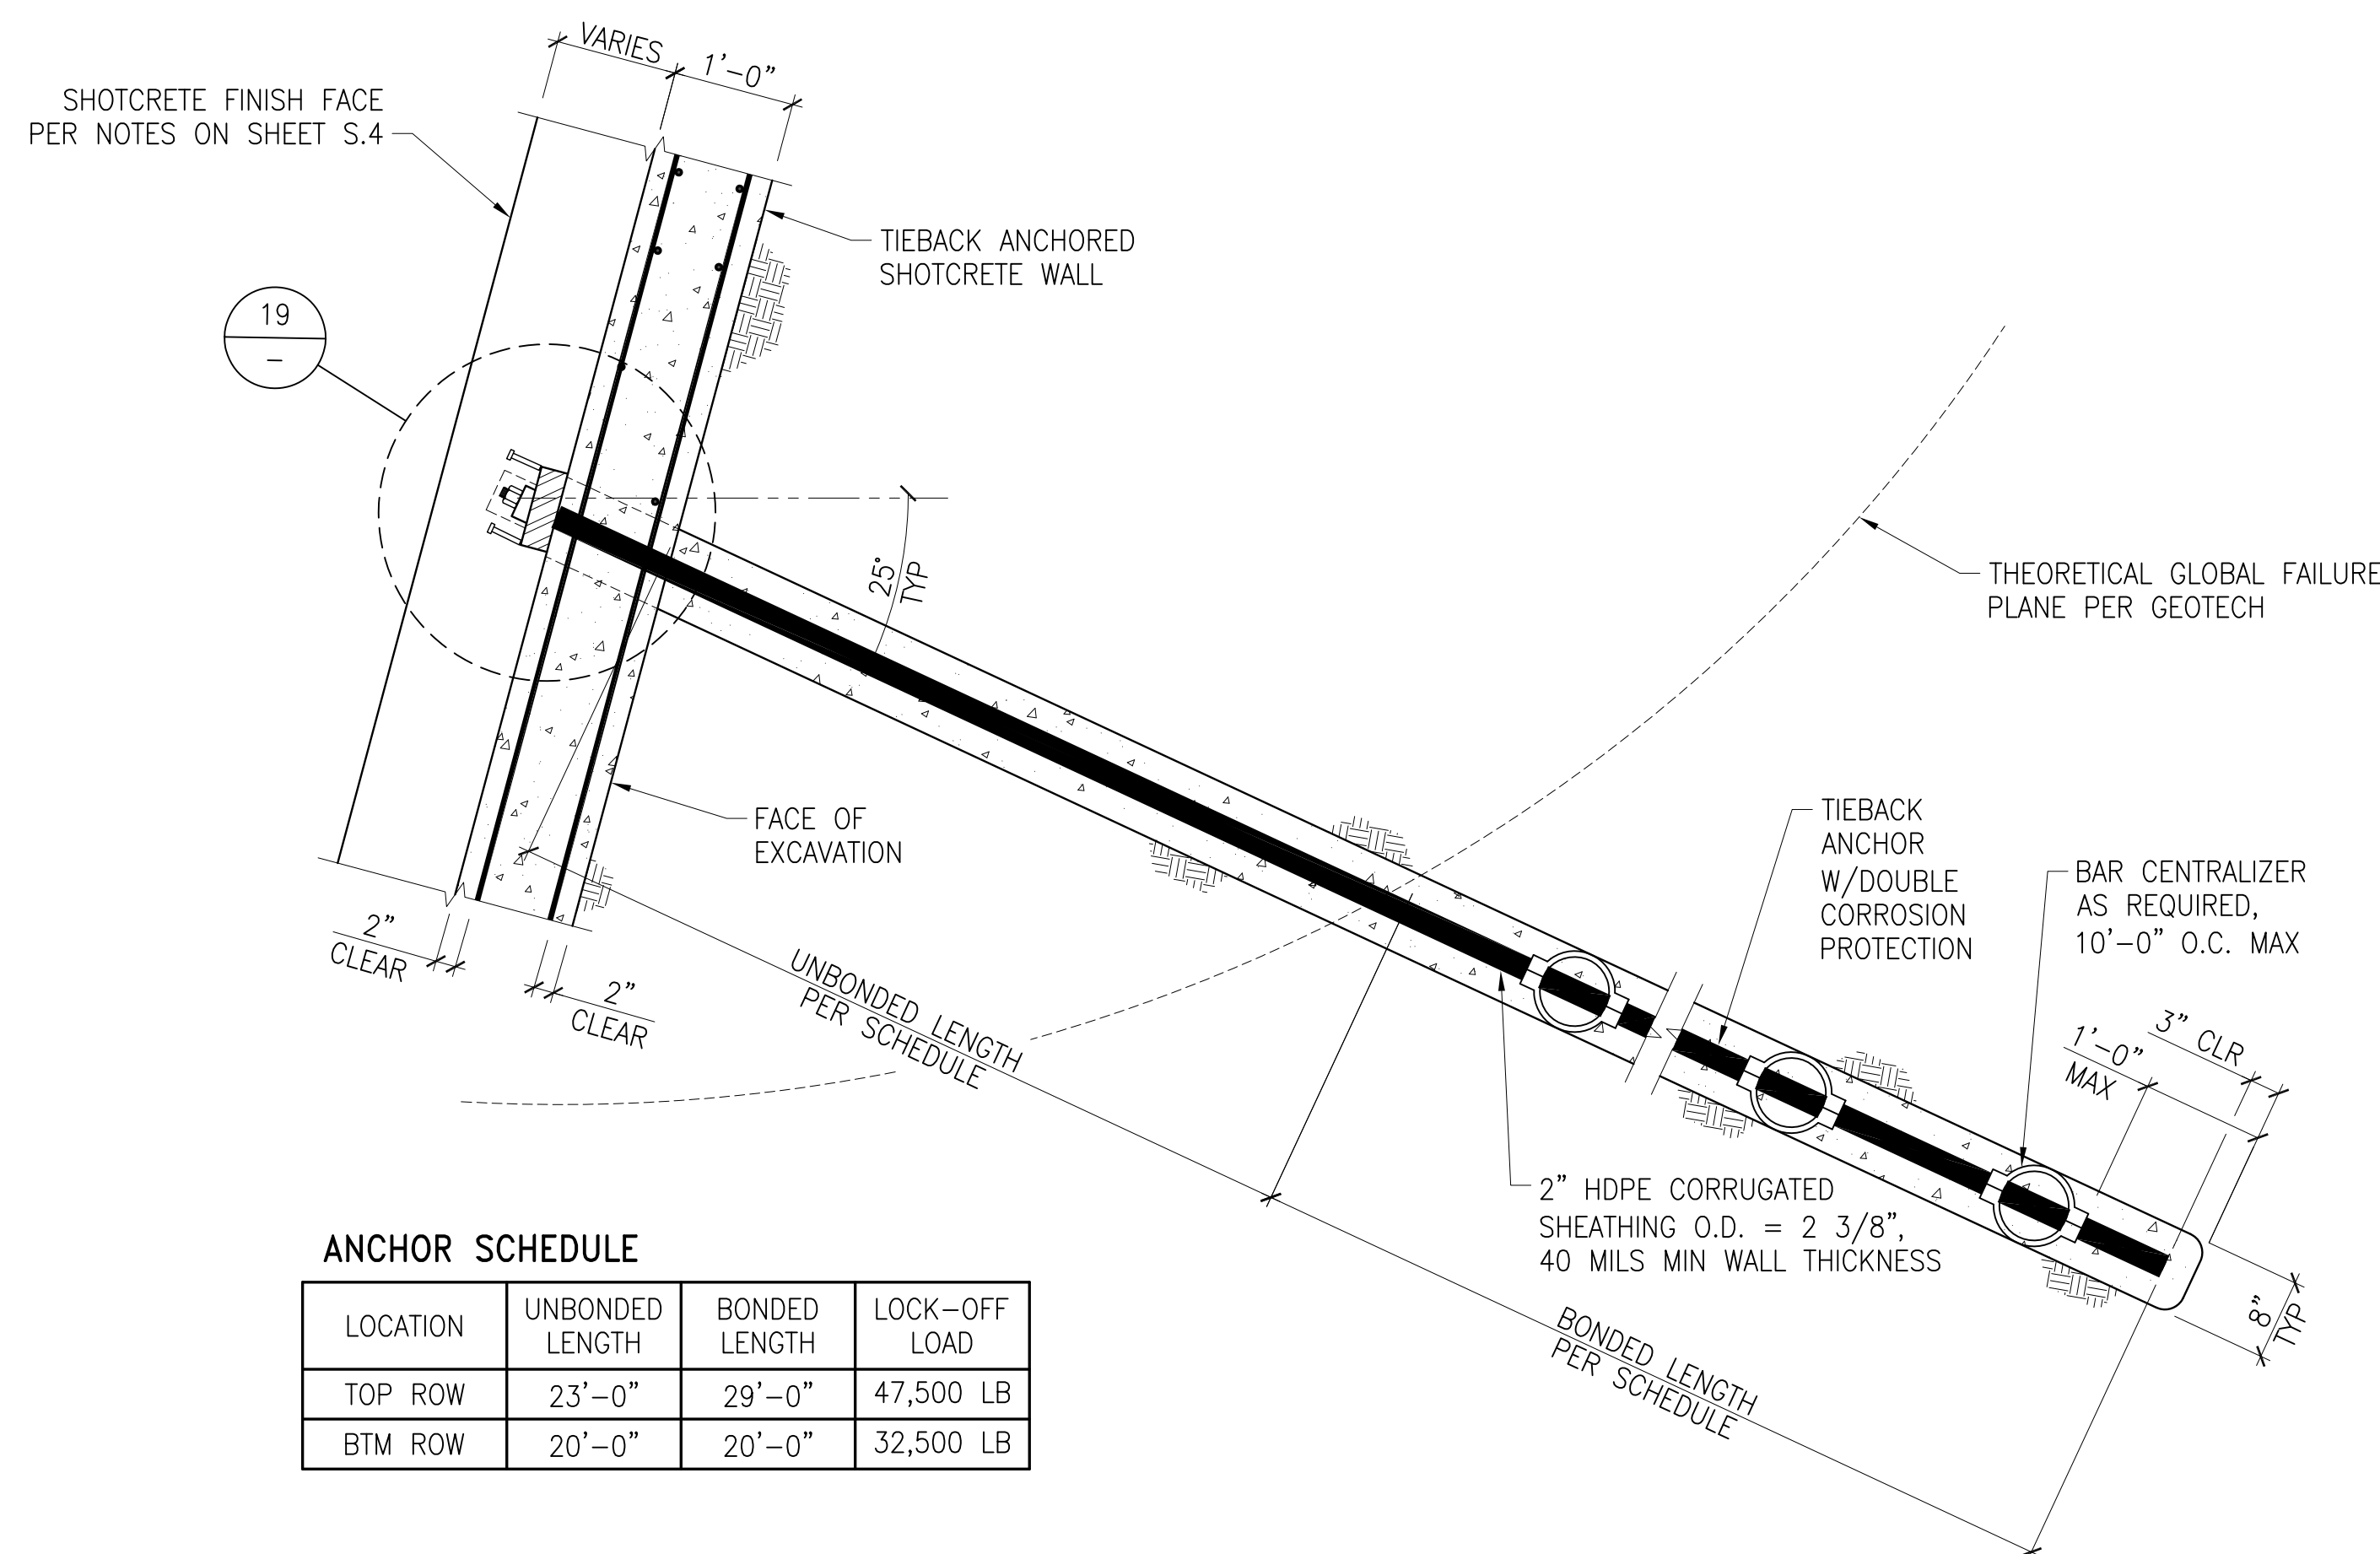 VARIES
1'-0"
SHOTCRETE FINISH FACE
PER NOTES ON SHEET S.4
TIEBACK ANCHORED
SHOTCRETE WALL
19
-
25°
TYP
THEORETICAL GLOBAL FAILURE
PLANE PER GEOTECH
FACE OF
EXCAVATION
TIEBACK
ANCHOR
W/DOUBLE
CORROSION
PROTECTION
BAR CENTRALIZER
AS REQUIRED,
10'-0" O.C. MAX
2"
CLEAR
2"
CLEAR
UNBONDED LENGTH
PER SCHEDULE
3" CLR
1'-0"
MAX
2" HDPE CORRUGATED
SHEATHING O.D. = 2 3/8",
40 MILS MIN WALL THICKNESS
8"
TYP
BONDED LENGTH
PER SCHEDULE
ANCHOR SCHEDULE
LOCATION UNBONDED LENGTH BONDED LENGTH LOCK-OFF LOAD
TOP ROW 23'-0" 29'-0" 47,500 LB
BTM ROW 20'-0" 20'-0" 32,500 LB